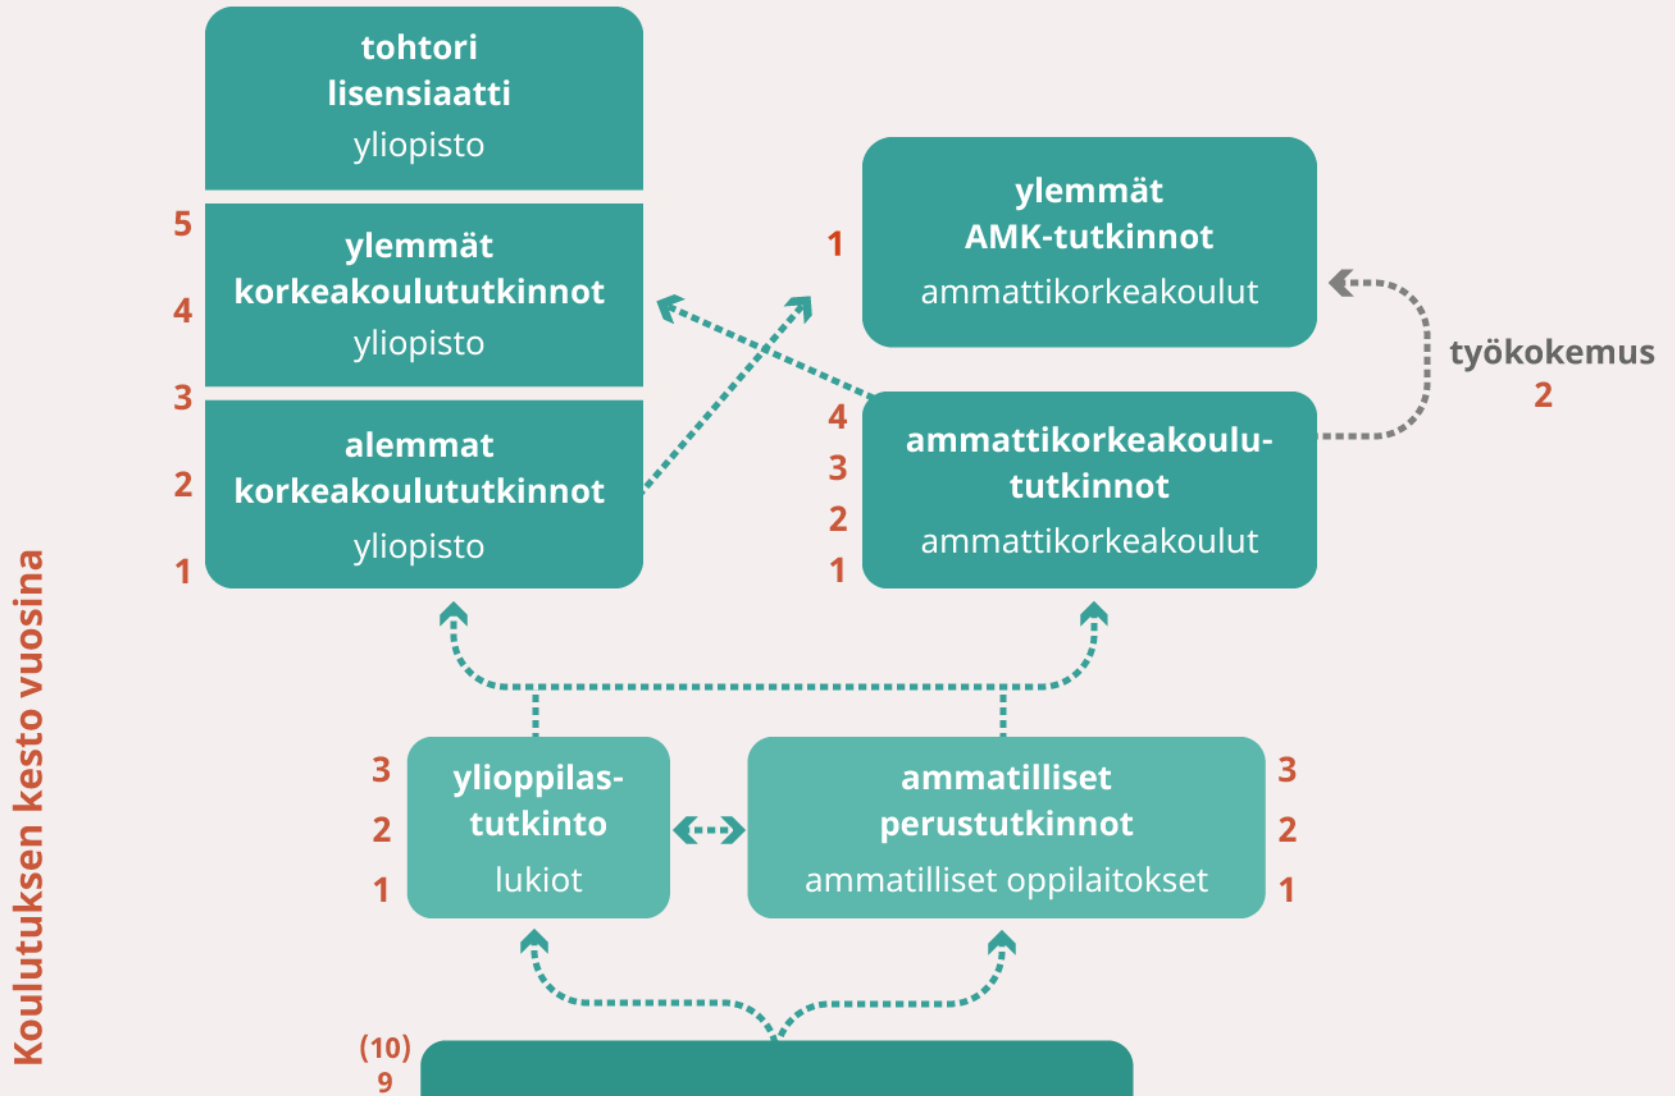 tohtori
lisensiaatti
yliopisto
5
ylemmät
korkeakoulututkinnot
4
yliopisto
3
alemmat
korkeakoulututkinnot
2
yliopisto
1
ylemmät
1
AMK-tutkinnot
ammattikorkeakoulut
työkokemus
2
4
ammattikorkeakoulu-
3
tutkinnot
2
ammattikorkeakoulut
1
Koulutuksen kesto vuosina
3
ylioppilas-
2
tutkinto
1
lukiot
ammatilliset
3
perustutkinnot
2
ammatilliset oppilaitokset
1
(10)
9